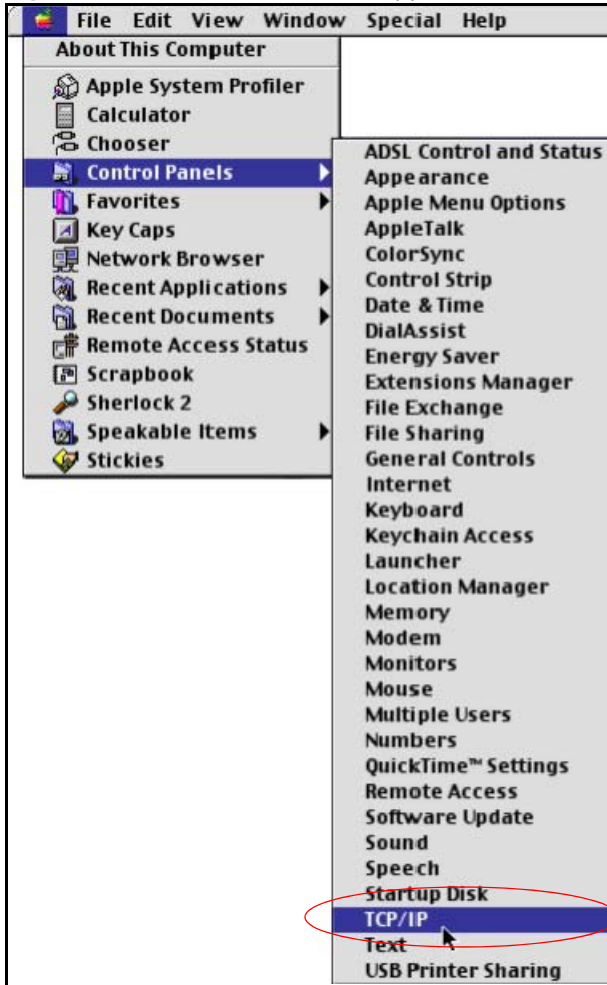 File Edit View Window Special Help
About This Computer
Apple System Profiler
Calculator
Chooser
Control Panels
Favorites
Key Caps
Network Browser
Recent Applications
Recent Documents
Remote Access Status
Scrapbook
Sherlock 2
Speakable Items
Stickies
ADSL Control and Status
Appearance
Apple Menu Options
AppleTalk
ColorSync
Control Strip
Date & Time
DialAssist
Energy Saver
Extensions Manager
File Exchange
File Sharing
General Controls
Internet
Keyboard
Keychain Access
Launcher
Location Manager
Memory
Modem
Monitors
Mouse
Multiple Users
Numbers
QuickTime™ Settings
Remote Access
Software Update
Sound
Speech
Startup Disk
TCP/IP
Text
USB Printer Sharing